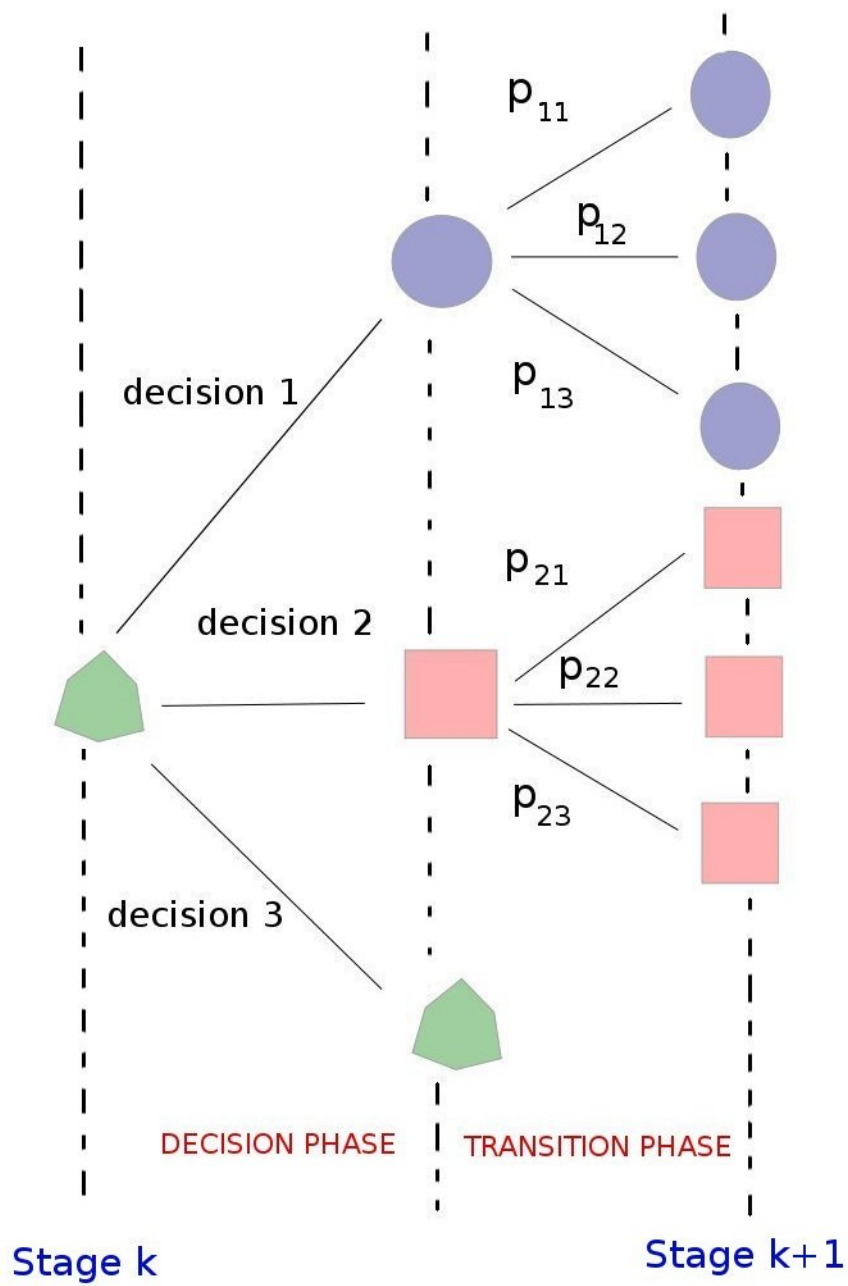 p11
p12
decision 1
p13
p21
decision 2
p22
p23
decision 3
DECISION PHASE
TRANSITION PHASE
Stage k
Stage k+1